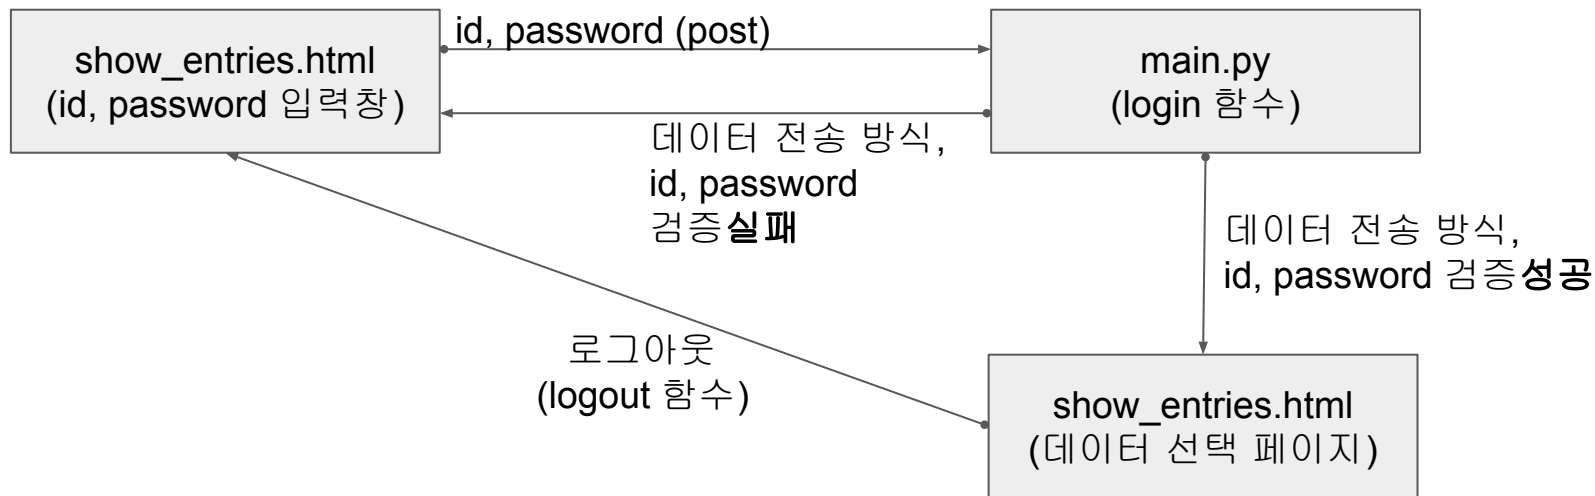 show_entries.html
(id, password 입력창)
id, password (post)
main.py
(login 함수)
데이터 전송 방식,
id, password
검증실패
데이터 전송 방식,
id, password 검증성공
로그아웃
(logout 함수)
show_entries.html
(데이터 선택 페이지)